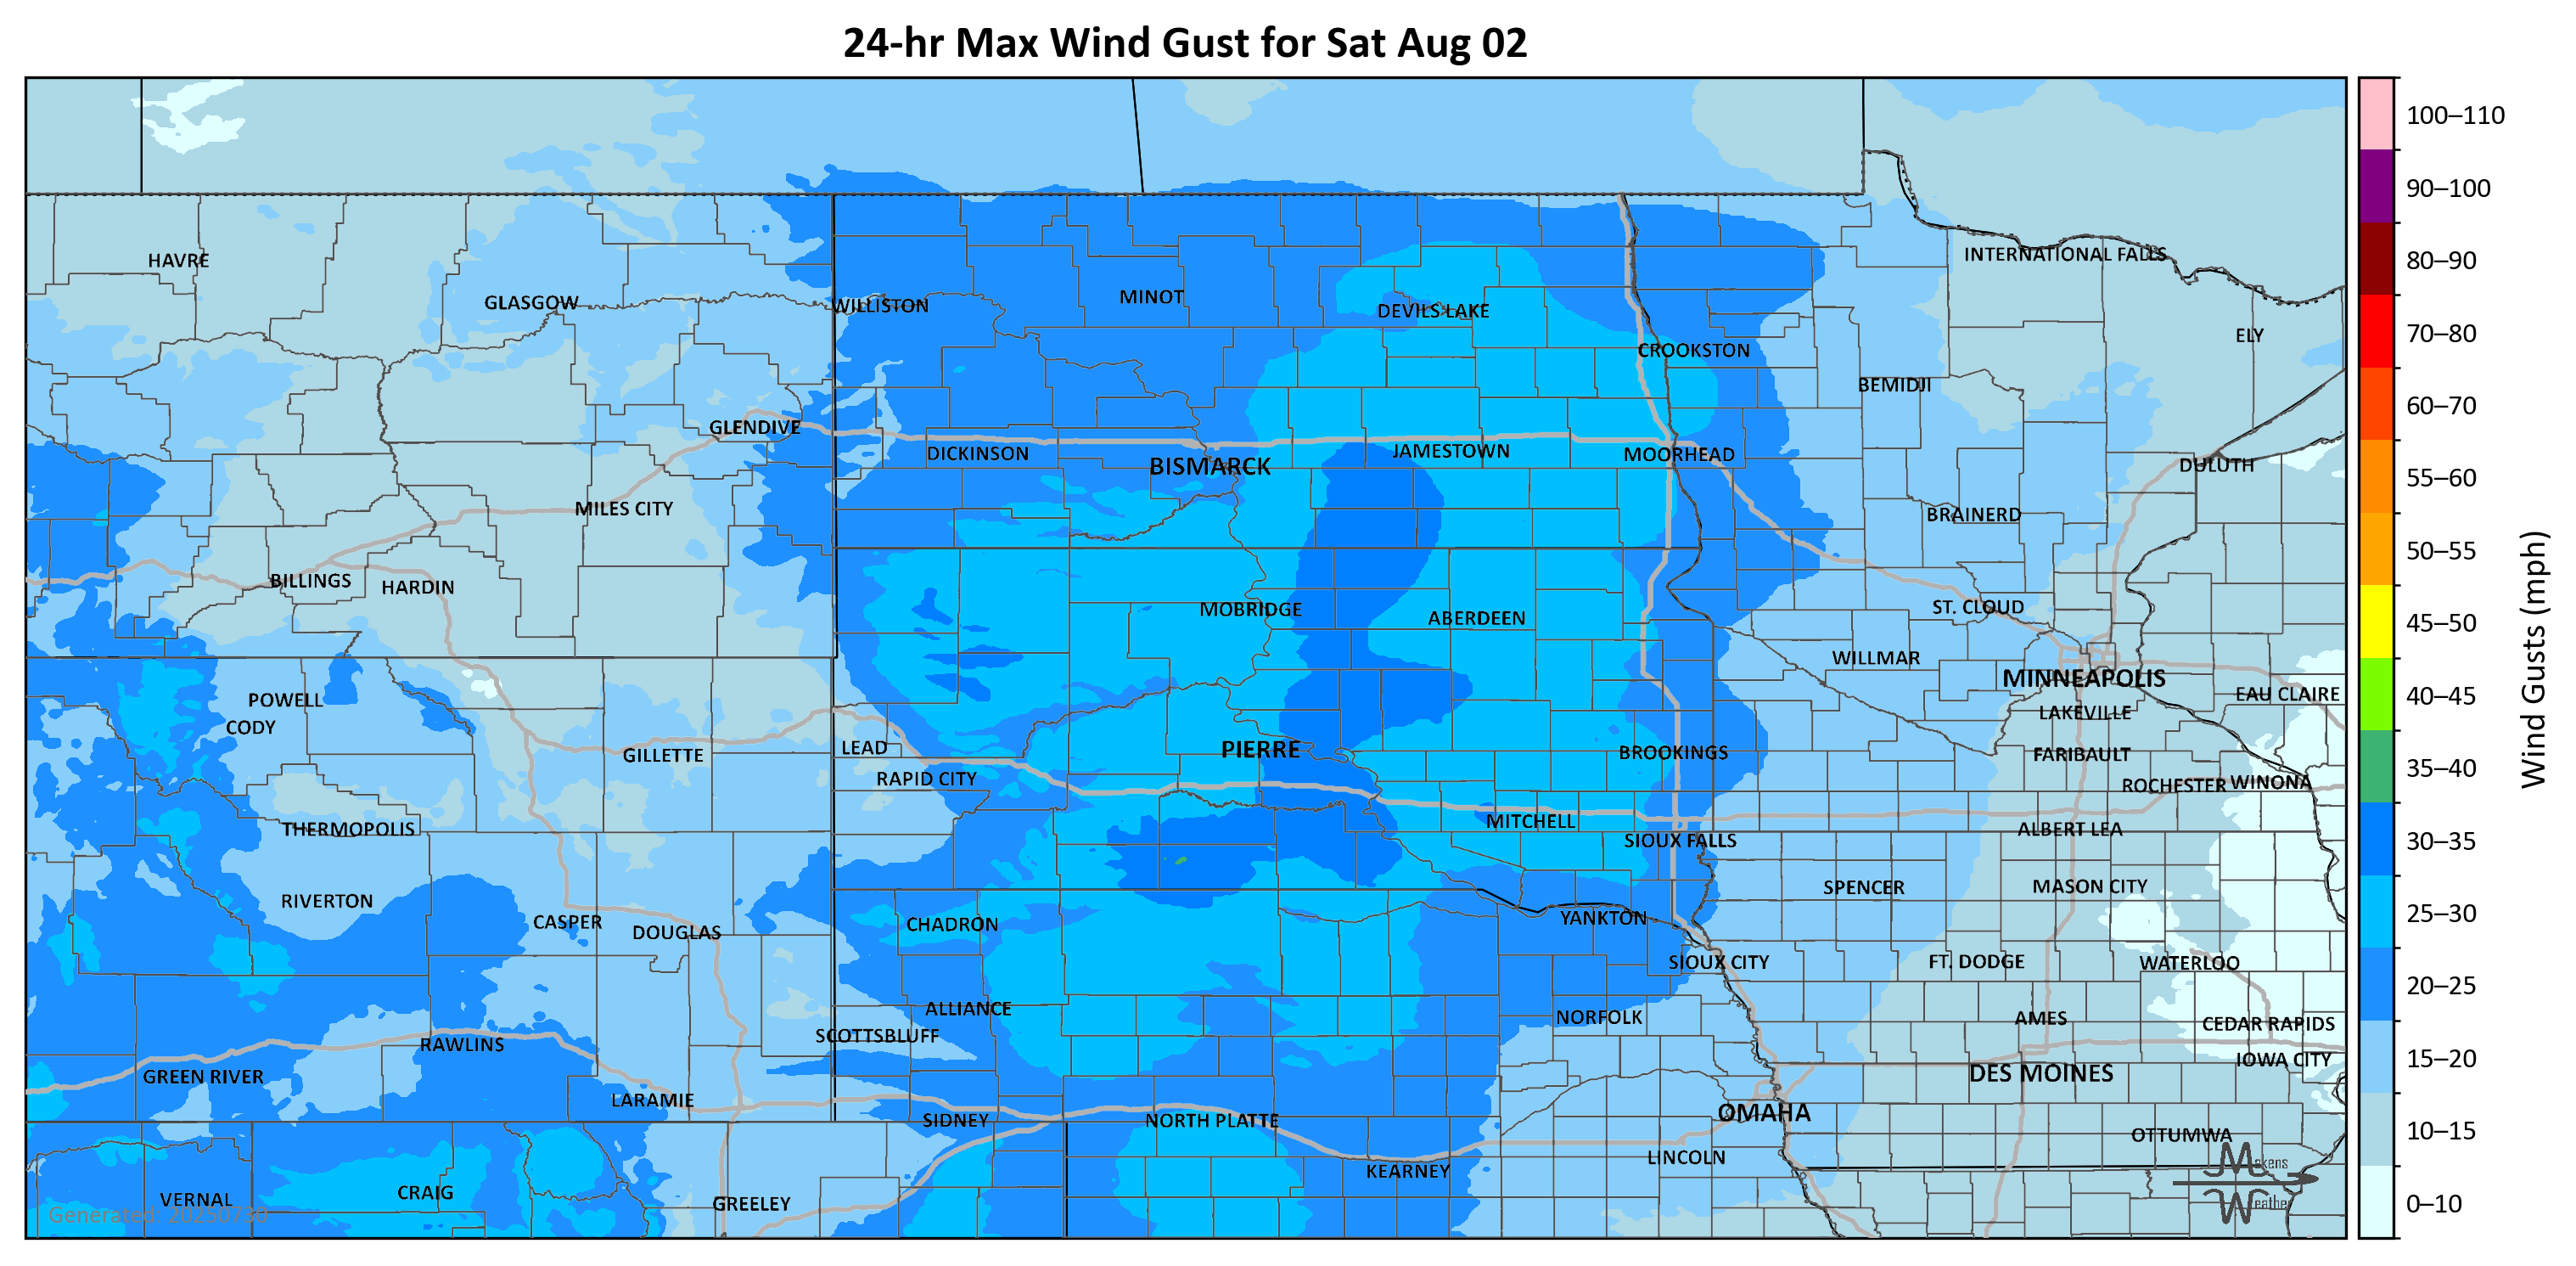 24-hr Max Wind Gust for Sat Aug 02
100–110
90–100
80–90
70–80
60–70
55–60
50–55
45–50
40–45
35–40
30–35
25–30
20–25
15–20
10–15
0–10
Wind Gusts (mph)
HAVRE
GLASGOW
WILLISTON
MINOT
DEVILS LAKE
INTERNATIONAL FALLS
ELY
CROOKSTON
BEMIDJI
GLENDIVE
DICKINSON
BISMARCK
JAMESTOWN
MOORHEAD
DULUTH
MILES CITY
BRAINERD
BILLINGS
HARDIN
MOBRIDGE
ABERDEEN
ST. CLOUD
WILLMAR
MINNEAPOLIS
EAU CLAIRE
POWELL
CODY
LAKEVILLE
GILLETTE
LEAD
PIERRE
BROOKINGS
FARIBAULT
RAPID CITY
ROCHESTER
WINONA
THERMOPOLIS
MITCHELL
ALBERT LEA
SIOUX FALLS
SPENCER
MASON CITY
RIVERTON
CASPER
DOUGLAS
CHADRON
YANKTON
SIOUX CITY
FT. DODGE
WATERLOO
ALLIANCE
NORFOLK
AMES
CEDAR RAPIDS
SCOTTSBLUFF
RAWLINS
IOWA CITY
GREEN RIVER
DES MOINES
LARAMIE
SIDNEY
NORTH PLATTE
OMAHA
OTTUMWA
LINCOLN
KEARNEY
VERNAL
CRAIG
GREELEY
Generated: 20250730
Makens
Weather